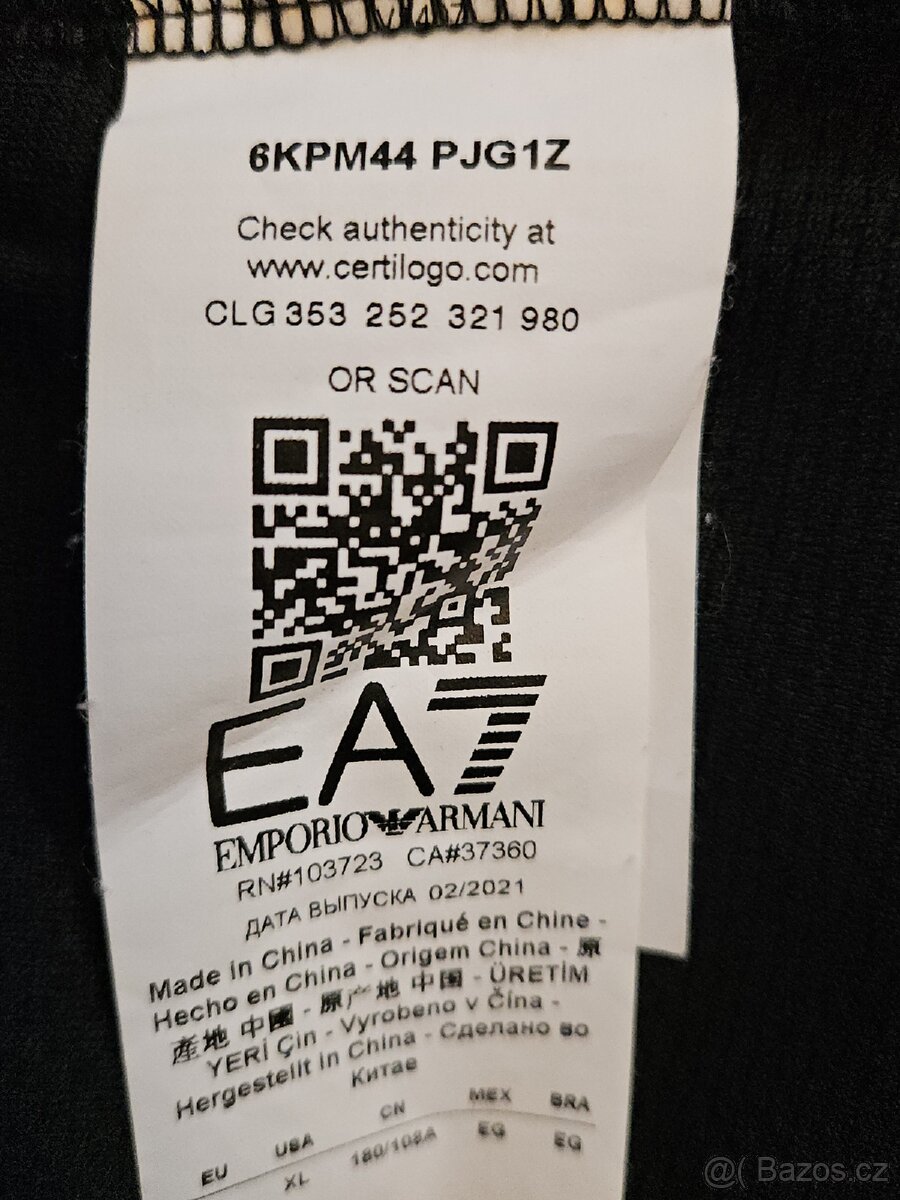 6KPM44 PJG1Z
Check authenticity at
www.certilogo.com
CLG 353 252 321 980
OR SCAN
EA7
EMPORIO ARMANI
RN#103723 CA#37360
ДАТА ВЫПУСКА 02/2021
Made in China - Fabriqué en Chine -
Hecho en China - Origem China - 原
產地 中國 - 原产地 中国 - ÜRETİM
YERİ Çin - Vyrobeno v Čína -
Hergestellt in China - Сделано во
Китае
EU USA CN MEX BRA
XL 180/108A EG EG
@( Bazos.cz